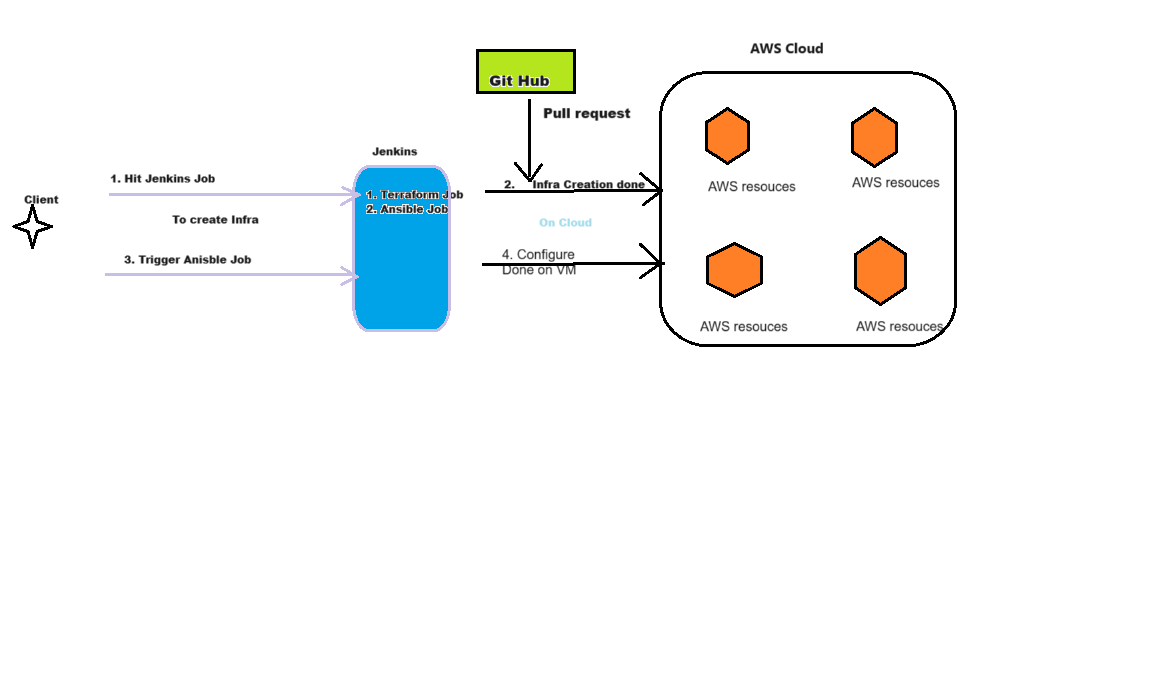 AWS Cloud
Git Hub
Pull request
Jenkins
1. Hit Jenkins Job
Client
To create Infra
3. Trigger Anisble Job
1. Terraform Job
2. Ansible Job
2. Infra Creation done
On Cloud
4. Configure
Done on VM
AWS resouces
AWS resouces
AWS resouces
AWS resouces